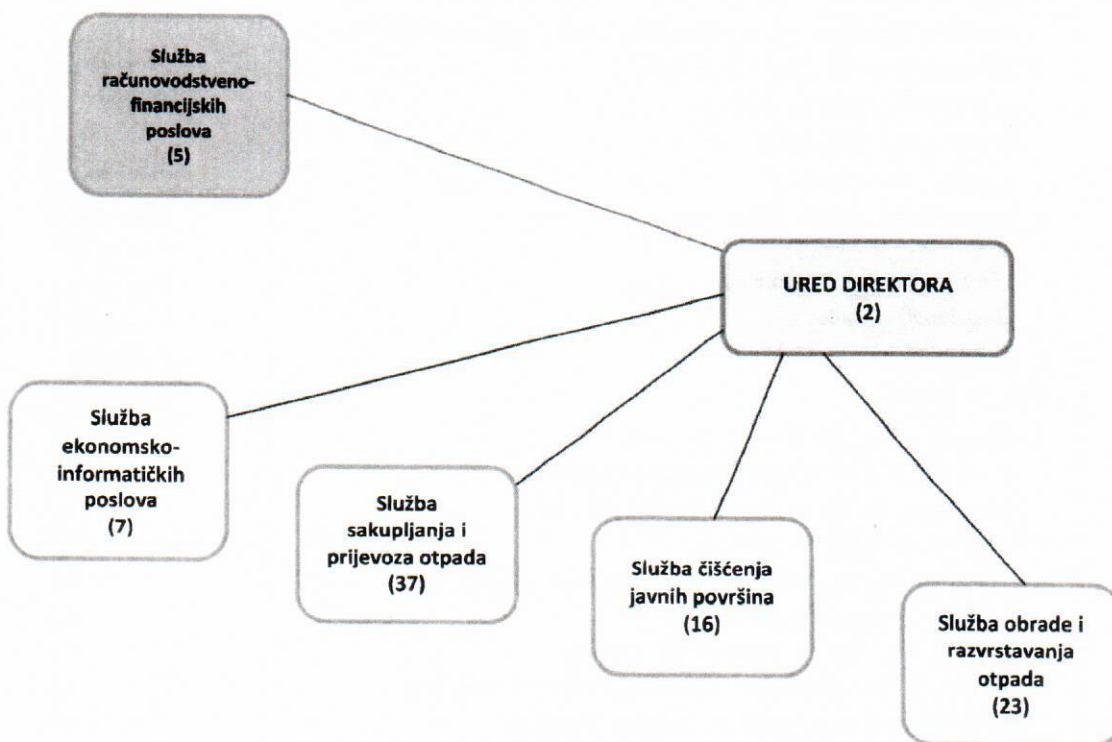 Služba
računovodstveno-
financijskih
poslova
(5)
URED DIREKTORA
(2)
Služba
ekonomsko-
informatičkih
poslova
(7)
Služba
sakupljanja i
prijevoza otpada
(37)
Služba čišćenja
javnih površina
(16)
Služba obrade i
razvrstavanja
otpada
(23)